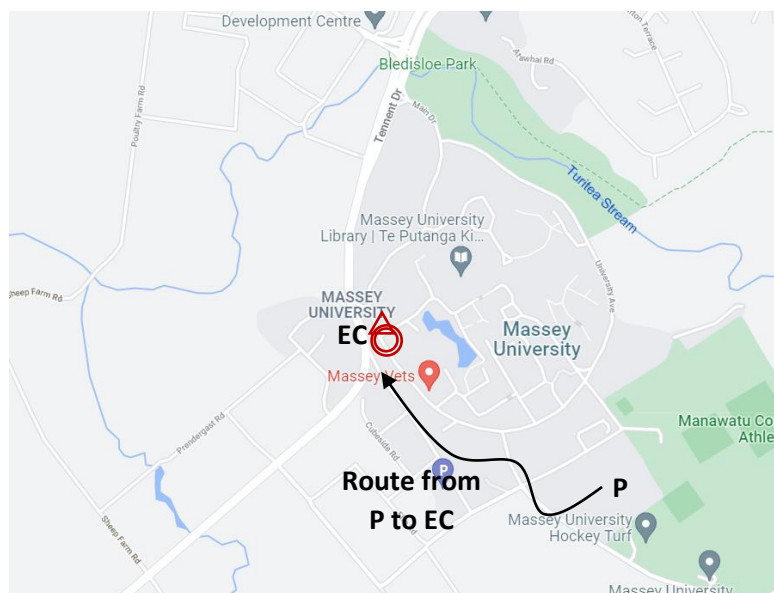 Development Centre
Bledisloe Park
Atawhai Rd
Poultry Farm Rd
Tennent Dr
Main Dr
Turitea Stream
Massey University
Library | Te Putanga Ki...
University Ave
Sheep Farm Rd
MASSEY
UNIVERSITY
EC
Massey
University
Massey Vets
Manawatu Co
Athle
Prendergast Rd
Cubeside Rd
P
Route from
P to EC
P
Massey University
Hockey Turf
Sheep Farm Rd
Massey University